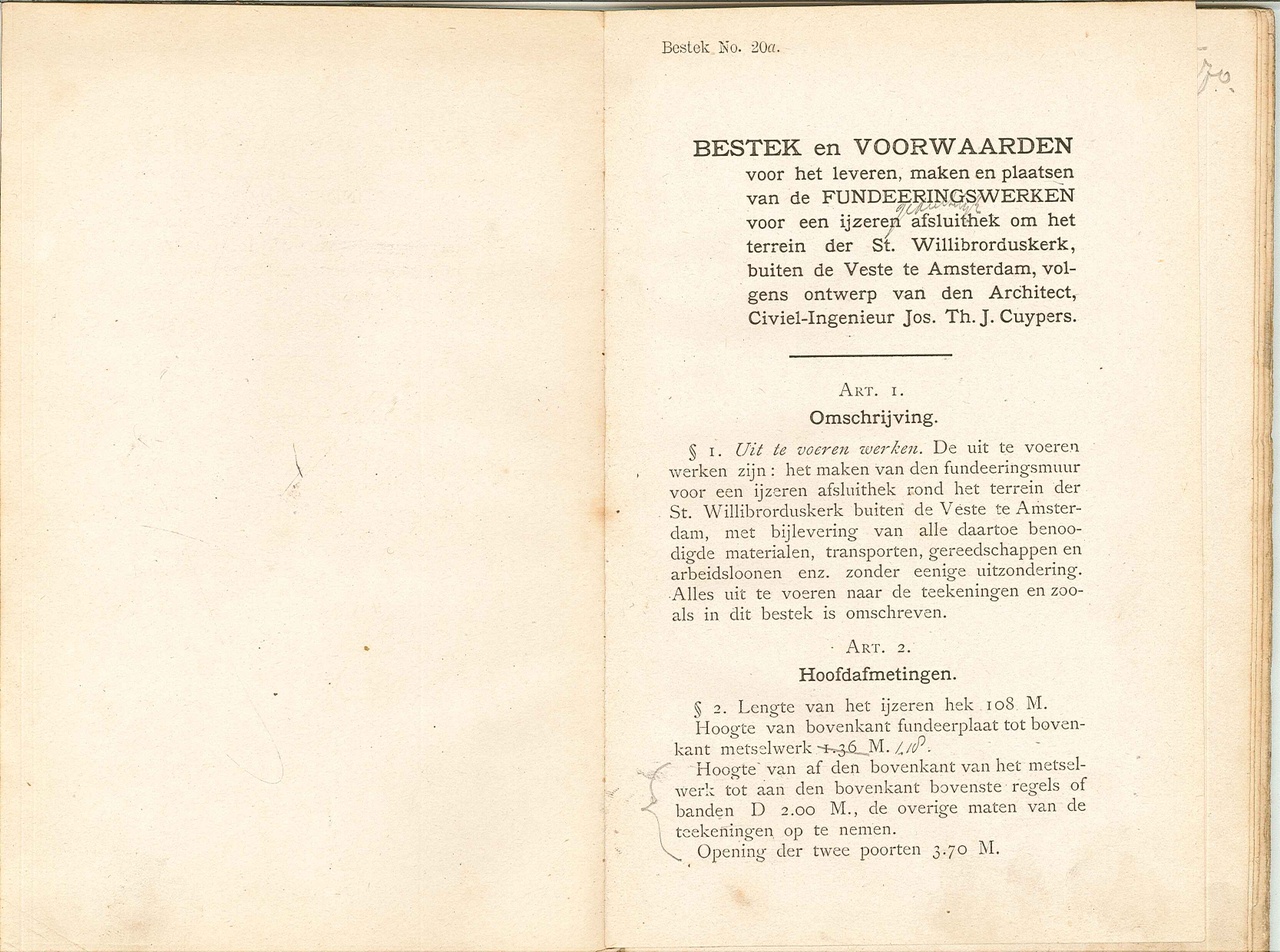 Bestek No. 20a.
70.
BESTEK en VOORWAARDEN
voor het leveren, maken en plaatsen
van de FUNDEERINGSWERKEN
voor een ijzeren afsluithek om het
terrein der St. Willibrorduskerk,
buiten de Veste te Amsterdam, vol-
gens ontwerp van den Architect,
Civiel-Ingenieur Jos. Th. J. Cuypers.
Art. 1.
Omschrijving.
§ 1. Uit te voeren werken. De uit te voeren
werken zijn: het maken van den fundeeringsmuur
voor een ijzeren afsluithek rond het terrein der
St. Willibrorduskerk buiten de Veste te Amster-
dam, met bijlevering van alle daartoe benoo-
digde materialen, transporten, gereedschappen en
arbeidsloonen enz. zonder eenige uitzondering.
Alles uit te voeren naar de teekeningen en zoo-
als in dit bestek is omschreven.
Art. 2.
Hoofdafmetingen.
§ 2. Lengte van het ijzeren hek 108 M.
Hoogte van bovenkant fundeerplaat tot boven-
kant metselwerk 1.36 M. 1,18.
Hoogte van af den bovenkant van het metsel-
werk tot aan den bovenkant bovenste regels of
banden D 2.00 M., de overige maten van de
teekeningen op te nemen.
Opening der twee poorten 3.70 M.